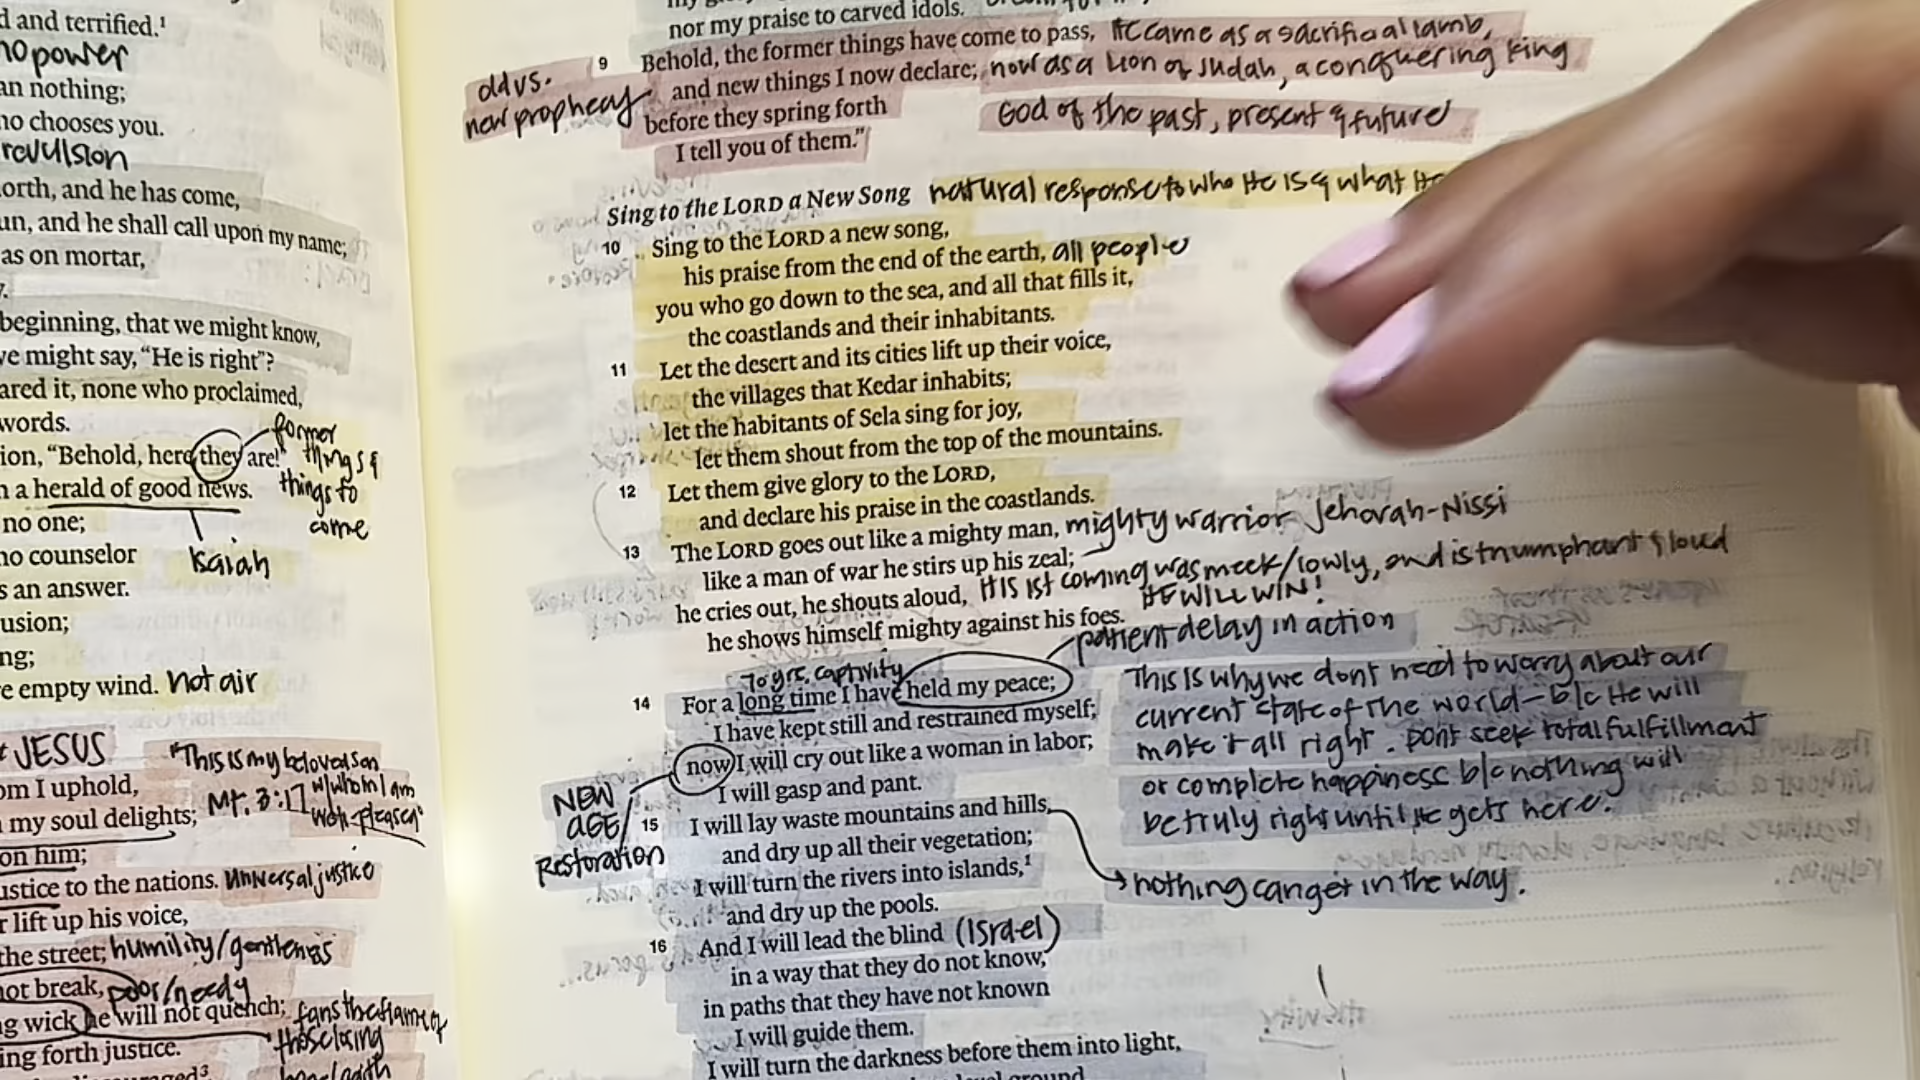 d and terrified.¹
no power
an nothing;
no chooses you.
revulsion
orth, and he has come,
un, and he shall call upon my name;
as on mortar,
y.
beginning, that we might know,
ve might say, “He is right”?
ared it, none who proclaimed,
words.
former things & things to come
ion, “Behold, here they are!”
n a herald of good news.
no one;
Isaiah
no counselor
s an answer.
usion;
ng;
e empty wind. not air
JESUS
om I uphold,
"This is my beloved son w/ whom I am well-pleased"
Mt. 3:17
my soul delights;
on him;
ustice to the nations. universal justice
r lift up his voice,
the street; humility/gentleness
not break, poor/needy
g wick he will not quench; fans the flame of
those losing
ing forth justice.
nor my praise to carved idols.
9 Behold, the former things have come to pass, He came as a sacrificial lamb,
and new things I now declare; now as a Lion of Judah, a conquering king
old vs.
new prophecy
before they spring forth
God of the past, present & future
I tell you of them.”
Sing to the LORD a New Song natural response to who He is & what
10 Sing to the LORD a new song,
his praise from the end of the earth, all people
you who go down to the sea, and all that fills it,
the coastlands and their inhabitants.
11 Let the desert and its cities lift up their voice,
the villages that Kedar inhabits;
let the habitants of Sela sing for joy,
let them shout from the top of the mountains.
12 Let them give glory to the LORD,
and declare his praise in the coastlands.
13 The LORD goes out like a mighty man, mighty warrior Jehovah-Nissi
like a man of war he stirs up his zeal;
he cries out, he shouts aloud, His 1st coming was meek/lowly, 2nd is triumphant & loud
HE WILL WIN!
he shows himself mighty against his foes.
patient delay in action
70 yrs. captivity
14 For a long time I have held my peace;
I have kept still and restrained myself;
now I will cry out like a woman in labor;
I will gasp and pant.
This is why we dont need to worry about our
current state of the world - b/c He will
make it all right. Dont seek total fulfillment
or complete happiness b/c nothing will
be truly right until He gets here.
NEW
AGE/
Restoration
15 I will lay waste mountains and hills,
and dry up all their vegetation;
I will turn the rivers into islands,¹
nothing can get in the way.
and dry up the pools.
16 And I will lead the blind (Israel)
in a way that they do not know,
in paths that they have not known
I will guide them.
I will turn the darkness before them into light,